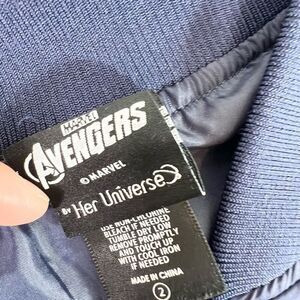 MARVEL
AVENGERS
© MARVEL
BY Her Universe
USE NON-CHLORINE
BLEACH IF NEEDED
TUMBLE DRY LOW
REMOVE PROMPTLY
AND TOUCH UP
WITH COOL IRON
IF NEEDED
MADE IN CHINA
2